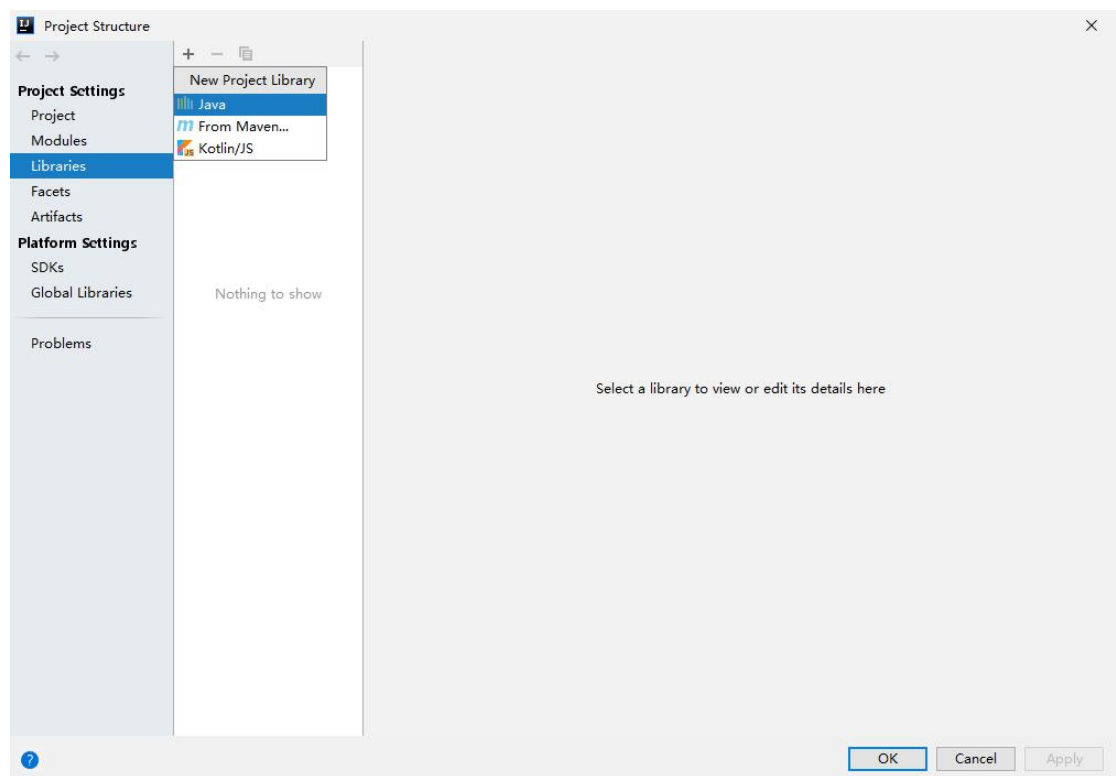 Project Structure
Project Settings
Project
Modules
Libraries
Facets
Artifacts
Platform Settings
SDKs
Global Libraries
Problems
New Project Library
Java
From Maven...
Kotlin/JS
Nothing to show
Select a library to view or edit its details here
OK
Cancel
Apply